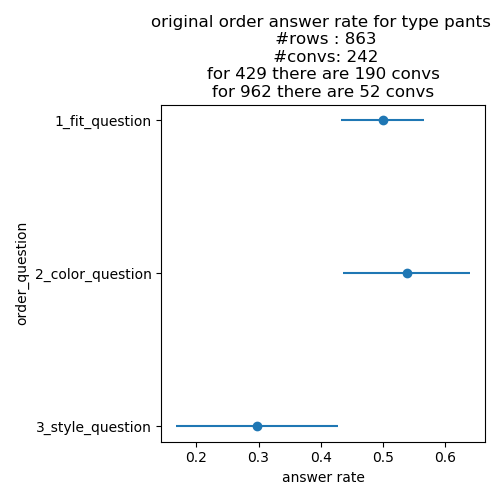 original order answer rate for type pants
#rows : 863
#convs: 242
for 429 there are 190 convs
for 962 there are 52 convs
1_fit_question
2_color_question
3_style_question
order_question
0.2 0.3 0.4 0.5 0.6
answer rate